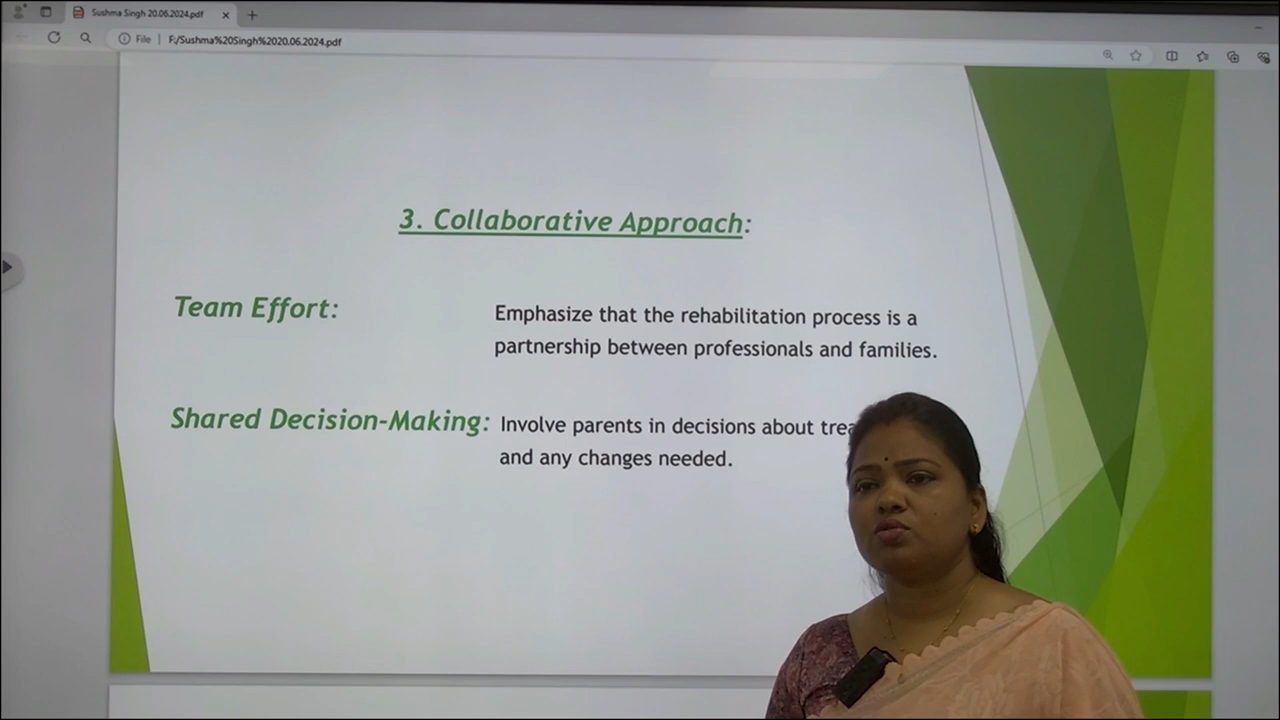 Sushma Singh 20.06.2024.pdf
File | F:/Sushma%20Singh%2020.06.2024.pdf
3. Collaborative Approach:
Team Effort:
Emphasize that the rehabilitation process is a
partnership between professionals and families.
Shared Decision-Making:
Involve parents in decisions about
and any changes needed.